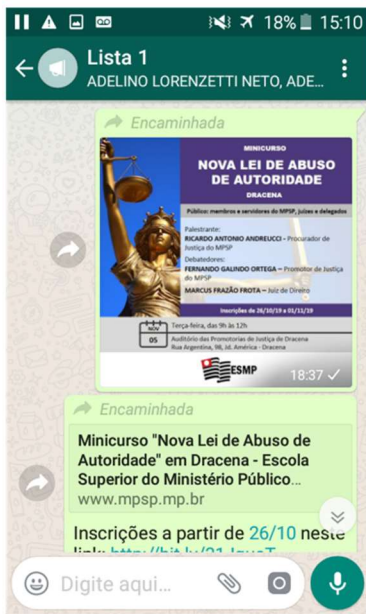 18% 15:10
Lista 1
ADELINO LORENZETTI NETO, ADE...
Encaminhada
MINICURSO
NOVA LEI DE ABUSO
DE AUTORIDADE
DRACENA
Público: membros e servidores do MPSP, juízes e delegados
Palestrante:
RICARDO ANTONIO ANDREUCCI - Procurador de
Justiça do MPSP
Debatedores:
FERNANDO GALINDO ORTEGA – Promotor de Justiça
do MPSP
MARCUS FRAZÃO FROTA – Juiz de Direito
Inscrições de 26/10/19 a 03/11/19
NOV
05
Terça-feira, das 9h às 12h
Auditório das Promotorias de Justiça de Dracena
Rua Argentina, 98, Jd. América - Dracena
ESMP
18:37
Encaminhada
Minicurso "Nova Lei de Abuso de
Autoridade" em Dracena - Escola
Superior do Ministério Público...
www.mpsp.mp.br
Inscrições a partir de 26/10 neste
Digite aqui...